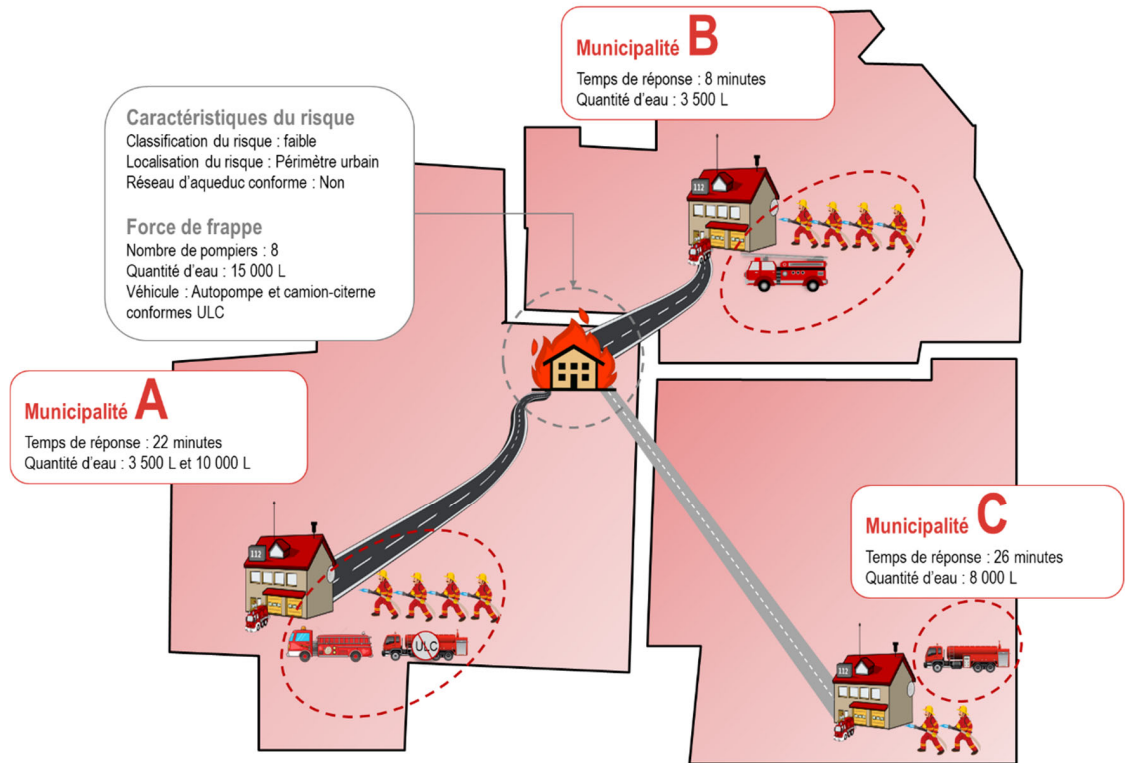 Municipalité B
Temps de réponse : 8 minutes
Quantité d'eau : 3 500 L
Caractéristiques du risque
Classification du risque : faible
Localisation du risque : Périmètre urbain
Réseau d'aqueduc conforme : Non
Force de frappe
Nombre de pompiers : 8
Quantité d'eau : 15 000 L
Véhicule : Autopompe et camion-citerne
conformes ULC
112
Municipalité A
Temps de réponse : 22 minutes
Quantité d'eau : 3 500 L et 10 000 L
112
ULC
Municipalité C
Temps de réponse : 26 minutes
Quantité d'eau : 8 000 L
112